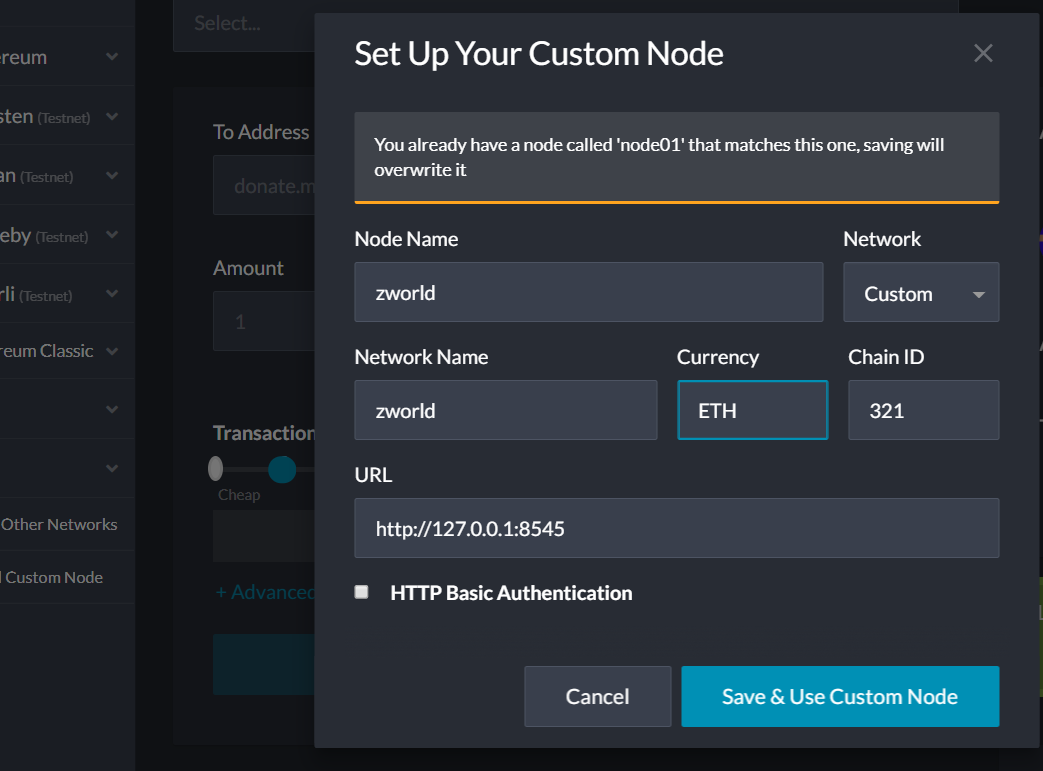 Select...
Set Up Your Custom Node
You already have a node called 'node01' that matches this one, saving will
overwrite it
Node Name
Network
zworld
Custom
Network Name
Currency
Chain ID
zworld
ETH
321
URL
http://127.0.0.1:8545
HTTP Basic Authentication
Cancel
Save & Use Custom Node
ereum
sten (Testnet)
an (Testnet)
eby (Testnet)
rli (Testnet)
reum Classic
Other Networks
Custom Node
To Address
donate.m
Amount
1
Transaction
Cheap
+ Advanced